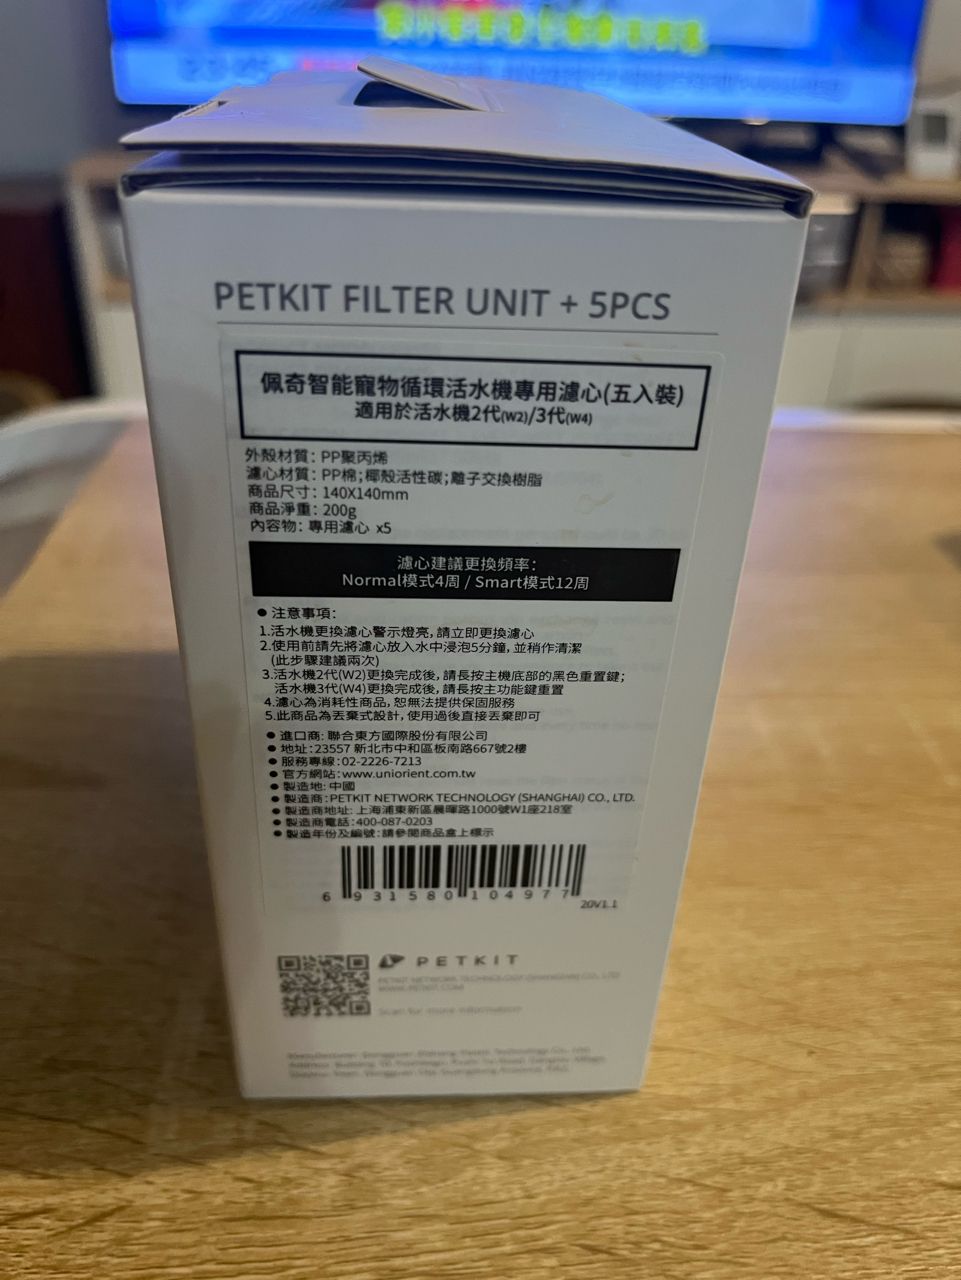 PETKIT FILTER UNIT + 5PCS
佩奇智能寵物循環活水機專用濾心(五入裝)
適用於活水機2代(W2)/3代(W4)
外殼材質：PP聚丙烯
濾心材質：PP棉;椰殼活性碳;離子交換樹脂
商品尺寸：140X140mm
商品淨重：200g
內容物：專用濾心 x5
濾心建議更換頻率：
Normal模式4周 / Smart模式12周
● 注意事項：
1.活水機更換濾心警示燈亮，請立即更換濾心
2.使用前請先將濾心放入水中浸泡5分鐘，並稍作清潔
(此步驟建議兩次)
3.活水機2代(W2)更換完成後，請長按主機底部的黑色重置鍵；
活水機3代(W4)更換完成後，請長按主功能鍵重置
4.濾心為消耗性商品，恕無法提供保固服務
5.此商品為丟棄式設計，使用過後直接丟棄即可
● 進口商：聯合東方國際股份有限公司
● 地址：23557 新北市中和區板南路667號2樓
● 服務專線：02-2226-7213
● 官方網站：www.uniorient.com.tw
● 製造地：中國
● 製造商：PETKIT NETWORK TECHNOLOGY (SHANGHAI) CO., LTD.
● 製造商地址：上海浦東新區晨暉路1000號W1座218室
● 製造商電話：400-087-0203
● 製造年份及編號：請參閱商品盒上標示
6 931580 104977
20V1.1
PETKIT
PETKIT NETWORK TECHNOLOGY (SHANGHAI) CO., LTD
WWW.PETKIT.COM
Scan for more information